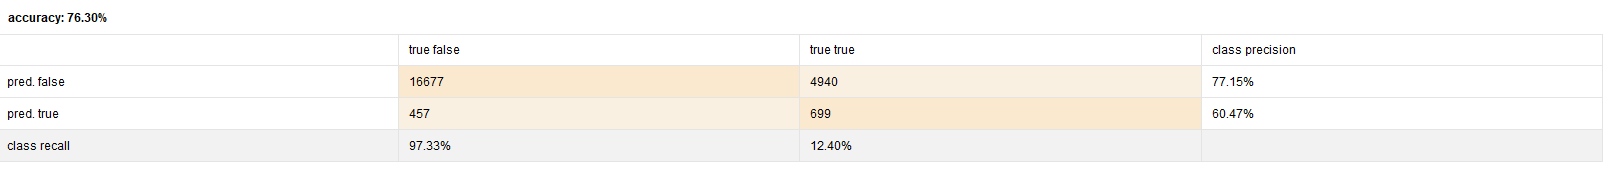 accuracy: 76.30%
true false true true class precision
pred. false 16677 4940 77.15%
pred. true 457 699 60.47%
class recall 97.33% 12.40%